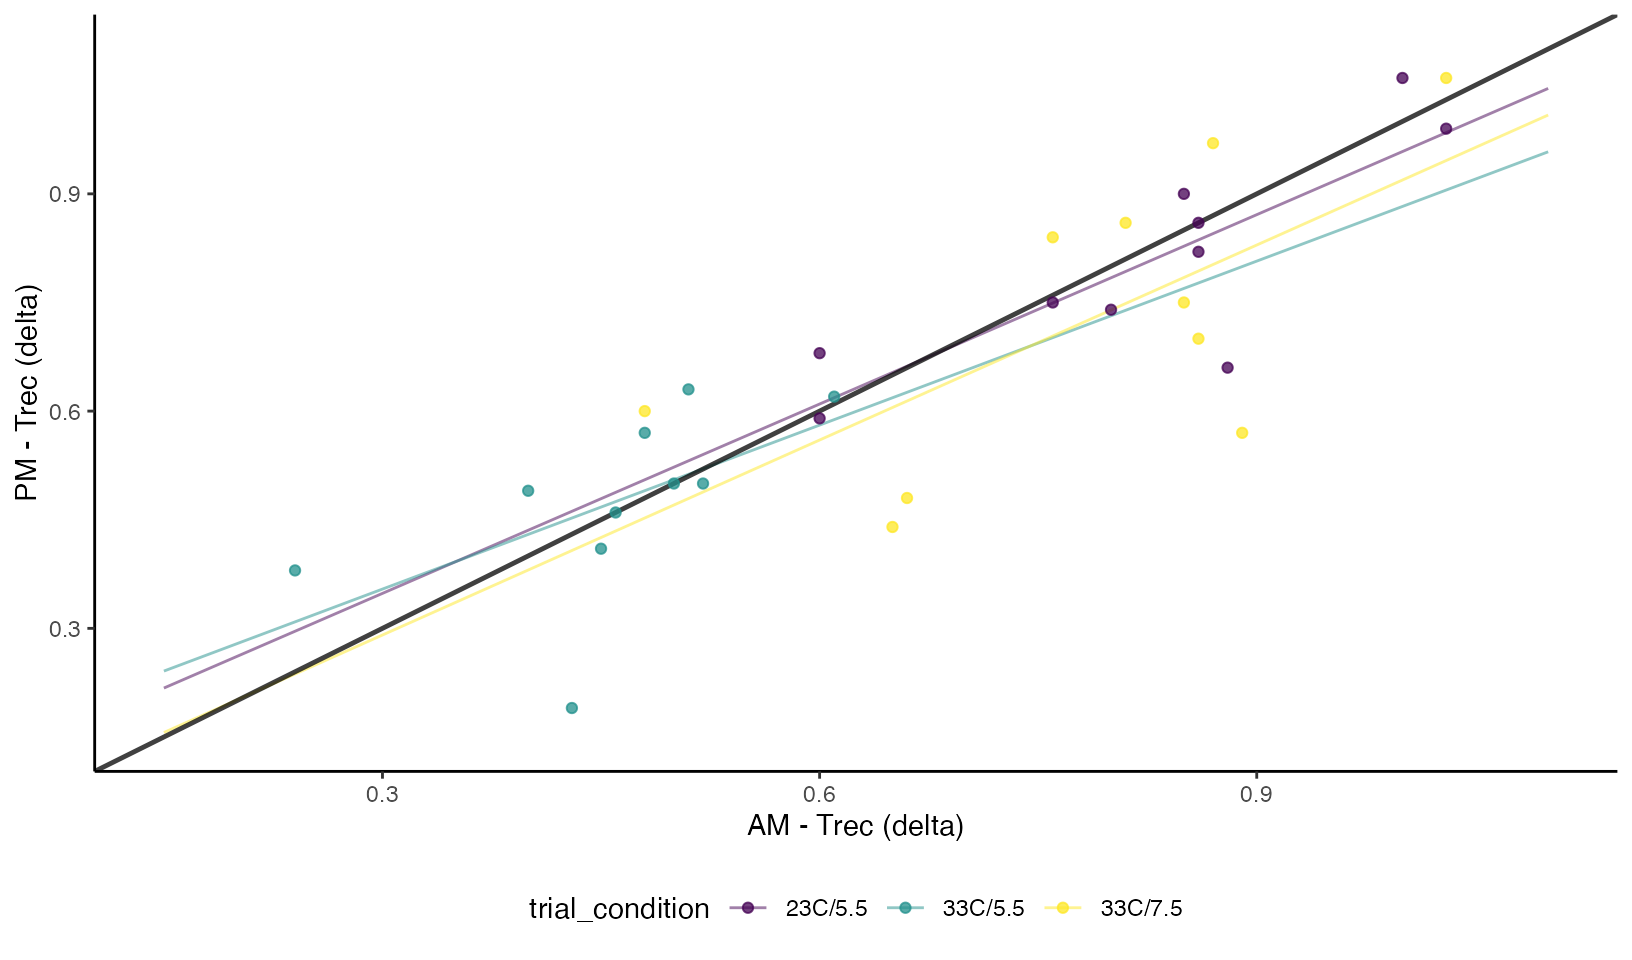 PM - Trec (delta)
0.9
0.6
0.3
0.3 0.6 0.9
AM - Trec (delta)
trial_condition 23C/5.5 33C/5.5 33C/7.5